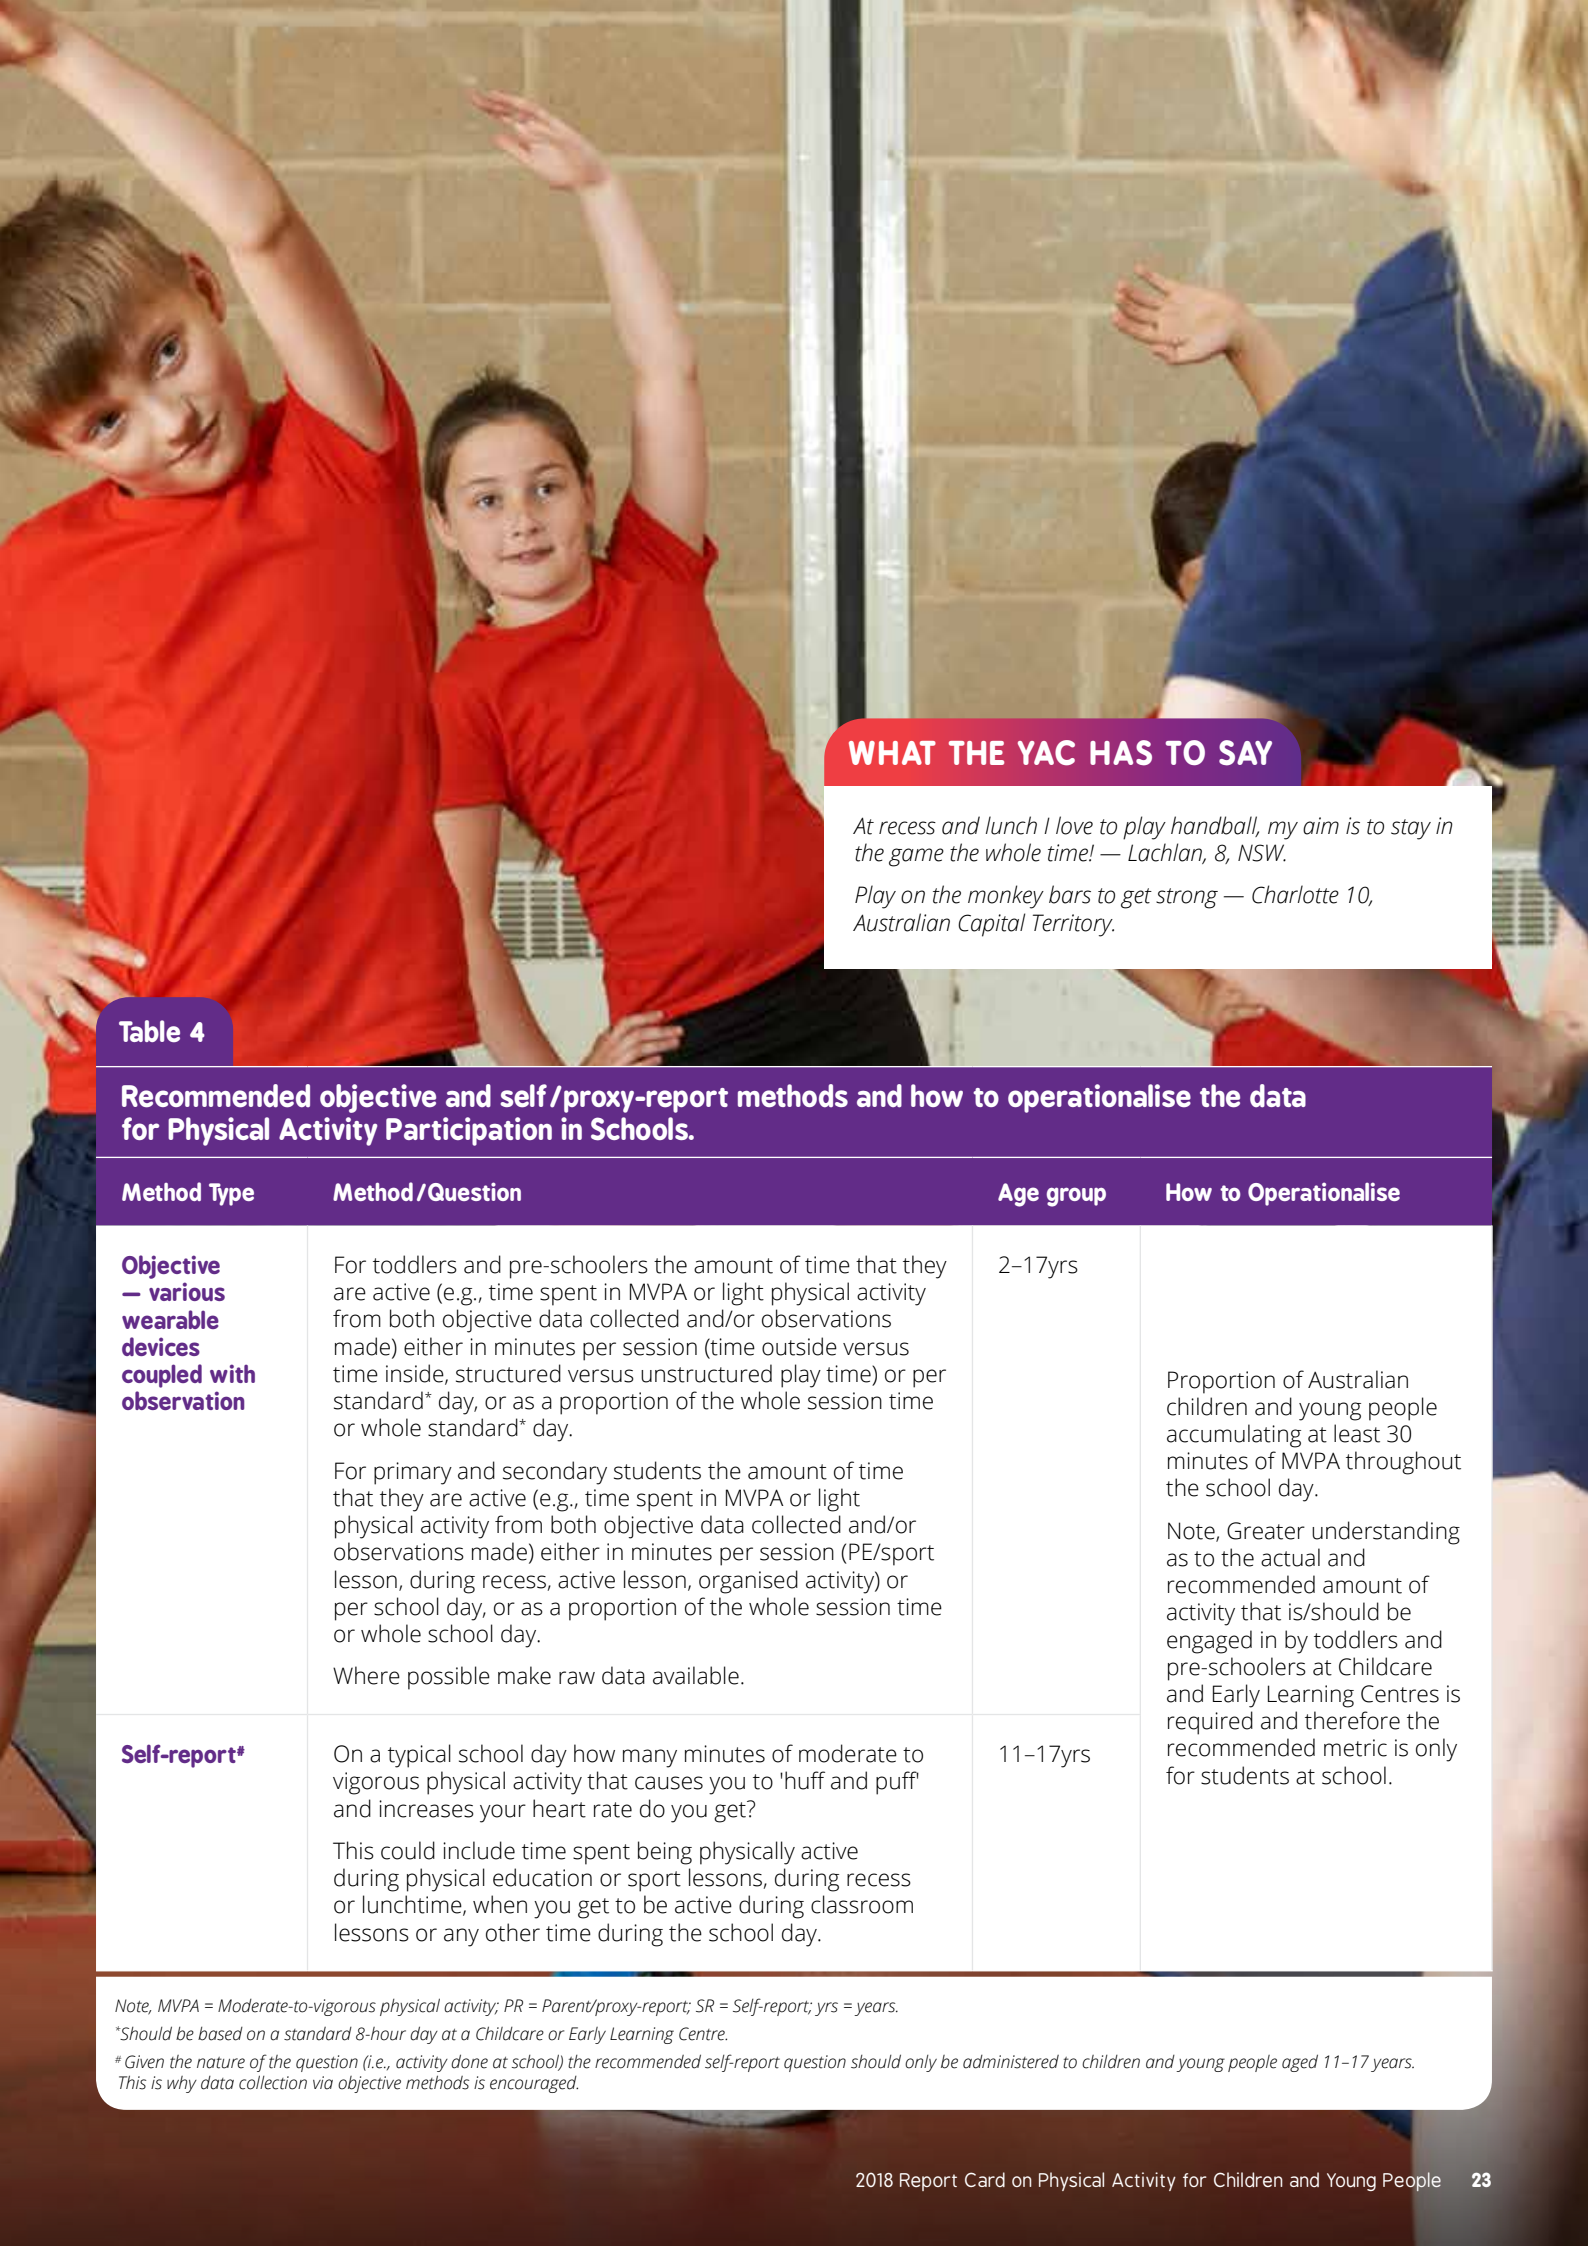 WHAT THE YAC HAS TO SAY
At recess and lunch I love to play handball, my aim is to stay in
the game the whole time! — Lachlan, 8, NSW.
Play on the monkey bars to get strong — Charlotte 10,
Australian Capital Territory.
Table 4
Recommended objective and self/proxy-report methods and how to operationalise the data
for Physical Activity Participation in Schools.
Method Type
Method/Question
Age group
How to Operationalise
Objective
— various
wearable
devices
coupled with
observation
For toddlers and pre-schoolers the amount of time that they
are active (e.g., time spent in MVPA or light physical activity
from both objective data collected and/or observations
made) either in minutes per session (time outside versus
time inside, structured versus unstructured play time) or per
standard* day, or as a proportion of the whole session time
or whole standard* day.
For primary and secondary students the amount of time
that they are active (e.g., time spent in MVPA or light
physical activity from both objective data collected and/or
observations made) either in minutes per session (PE/sport
lesson, during recess, active lesson, organised activity) or
per school day, or as a proportion of the whole session time
or whole school day.
Where possible make raw data available.
2–17yrs
Proportion of Australian
children and young people
accumulating at least 30
minutes of MVPA throughout
the school day.
Note, Greater understanding
as to the actual and
recommended amount of
activity that is/should be
engaged in by toddlers and
pre-schoolers at Childcare
and Early Learning Centres is
required and therefore the
recommended metric is only
for students at school.
Self-report#
On a typical school day how many minutes of moderate to
vigorous physical activity that causes you to 'huff and puff'
and increases your heart rate do you get?
This could include time spent being physically active
during physical education or sport lessons, during recess
or lunchtime, when you get to be active during classroom
lessons or any other time during the school day.
11–17yrs
Note, MVPA = Moderate-to-vigorous physical activity; PR = Parent/proxy-report; SR = Self-report; yrs = years.
*Should be based on a standard 8-hour day at a Childcare or Early Learning Centre.
# Given the nature of the question (i.e., activity done at school) the recommended self-report question should only be administered to children and young people aged 11–17 years.
This is why data collection via objective methods is encouraged.
2018 Report Card on Physical Activity for Children and Young People 23